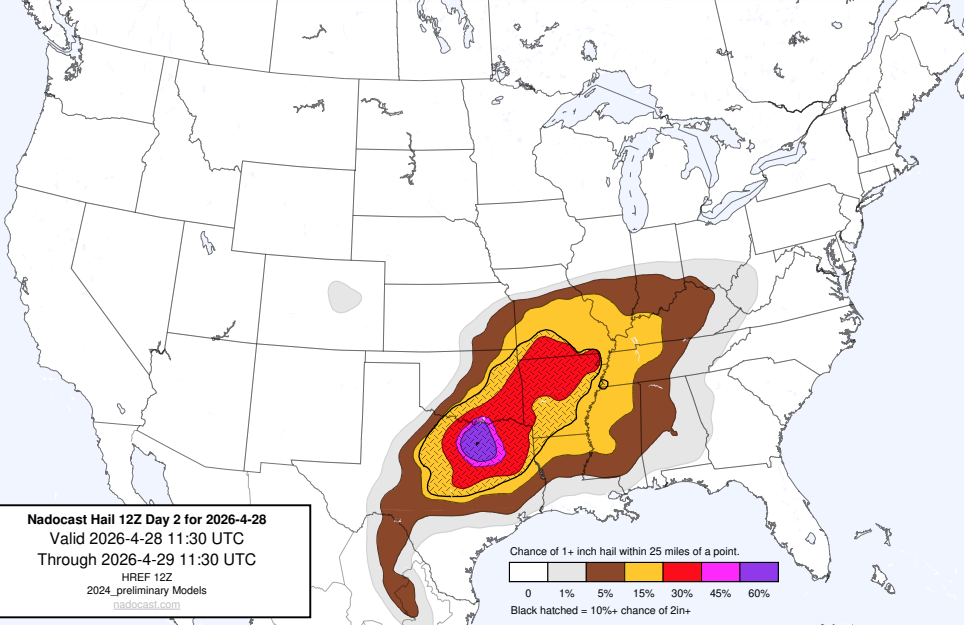 Nadocast Hail 12Z Day 2 for 2026-4-28
Valid 2026-4-28 11:30 UTC
Through 2026-4-29 11:30 UTC
HREF 12Z
2024_preliminary Models
nadocast.com
Chance of 1+ inch hail within 25 miles of a point.
0 1% 5% 15% 30% 45% 60%
Black hatched = 10%+ chance of 2in+